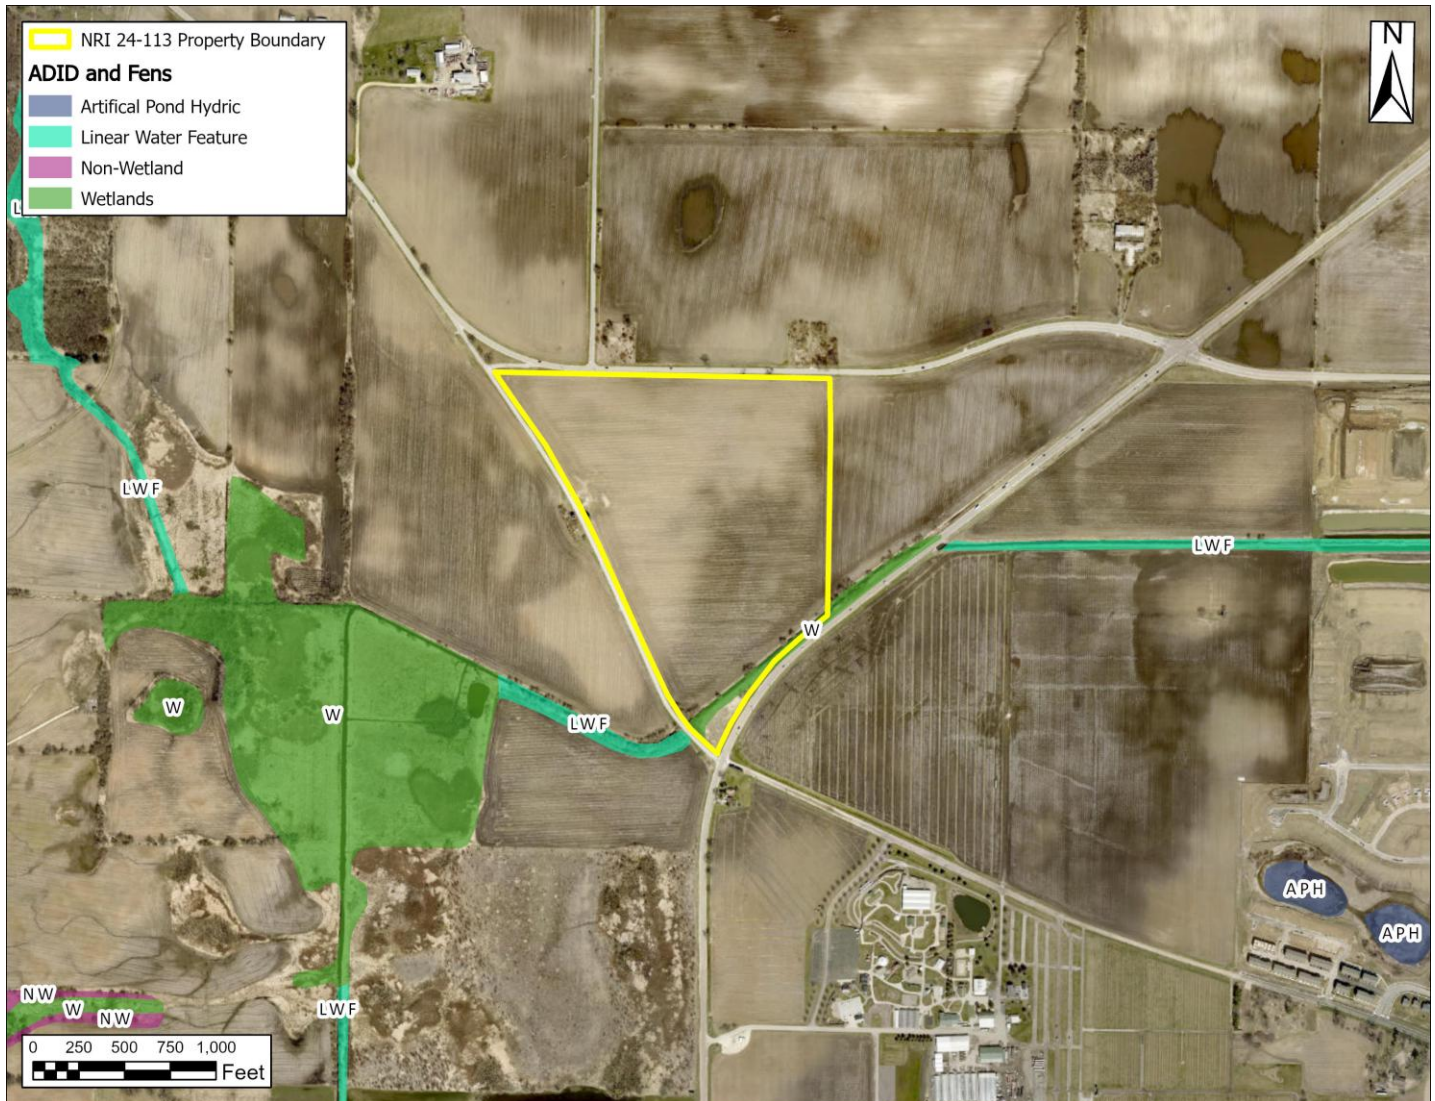 NRI 24-113 Property Boundary
ADID and Fens
Artifical Pond Hydric
Linear Water Feature
Non-Wetland
Wetlands
N
L
LWF
LWF
W
W
W
LWF
APH
APH
NW
W
NW
LWF
0 250 500 750 1,000
Feet